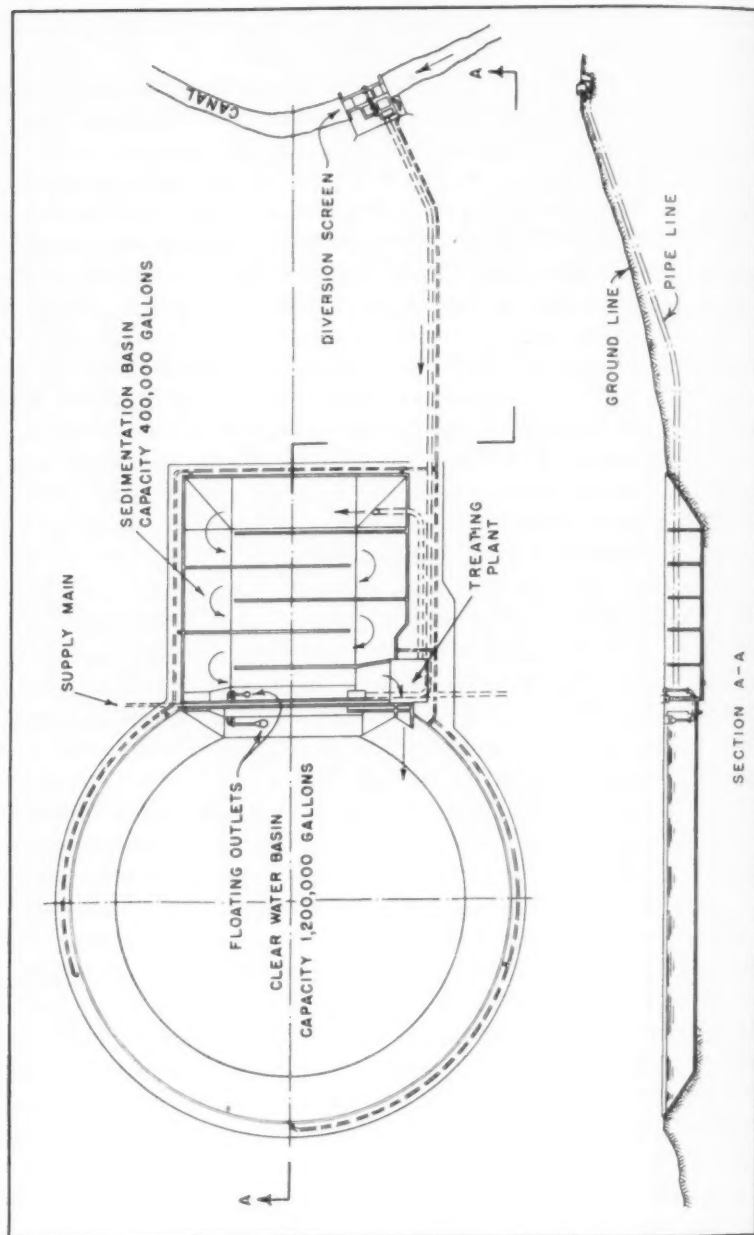 CANAL
DIVERSION SCREEN
A
SEDIMENTATION BASIN
CAPACITY 400,000 GALLONS
SUPPLY MAIN
TREATING
PLANT
FLOATING OUTLETS
CLEAR WATER BASIN
CAPACITY 1,200,000 GALLONS
A
GROUND LINE
PIPE LINE
SECTION A-A